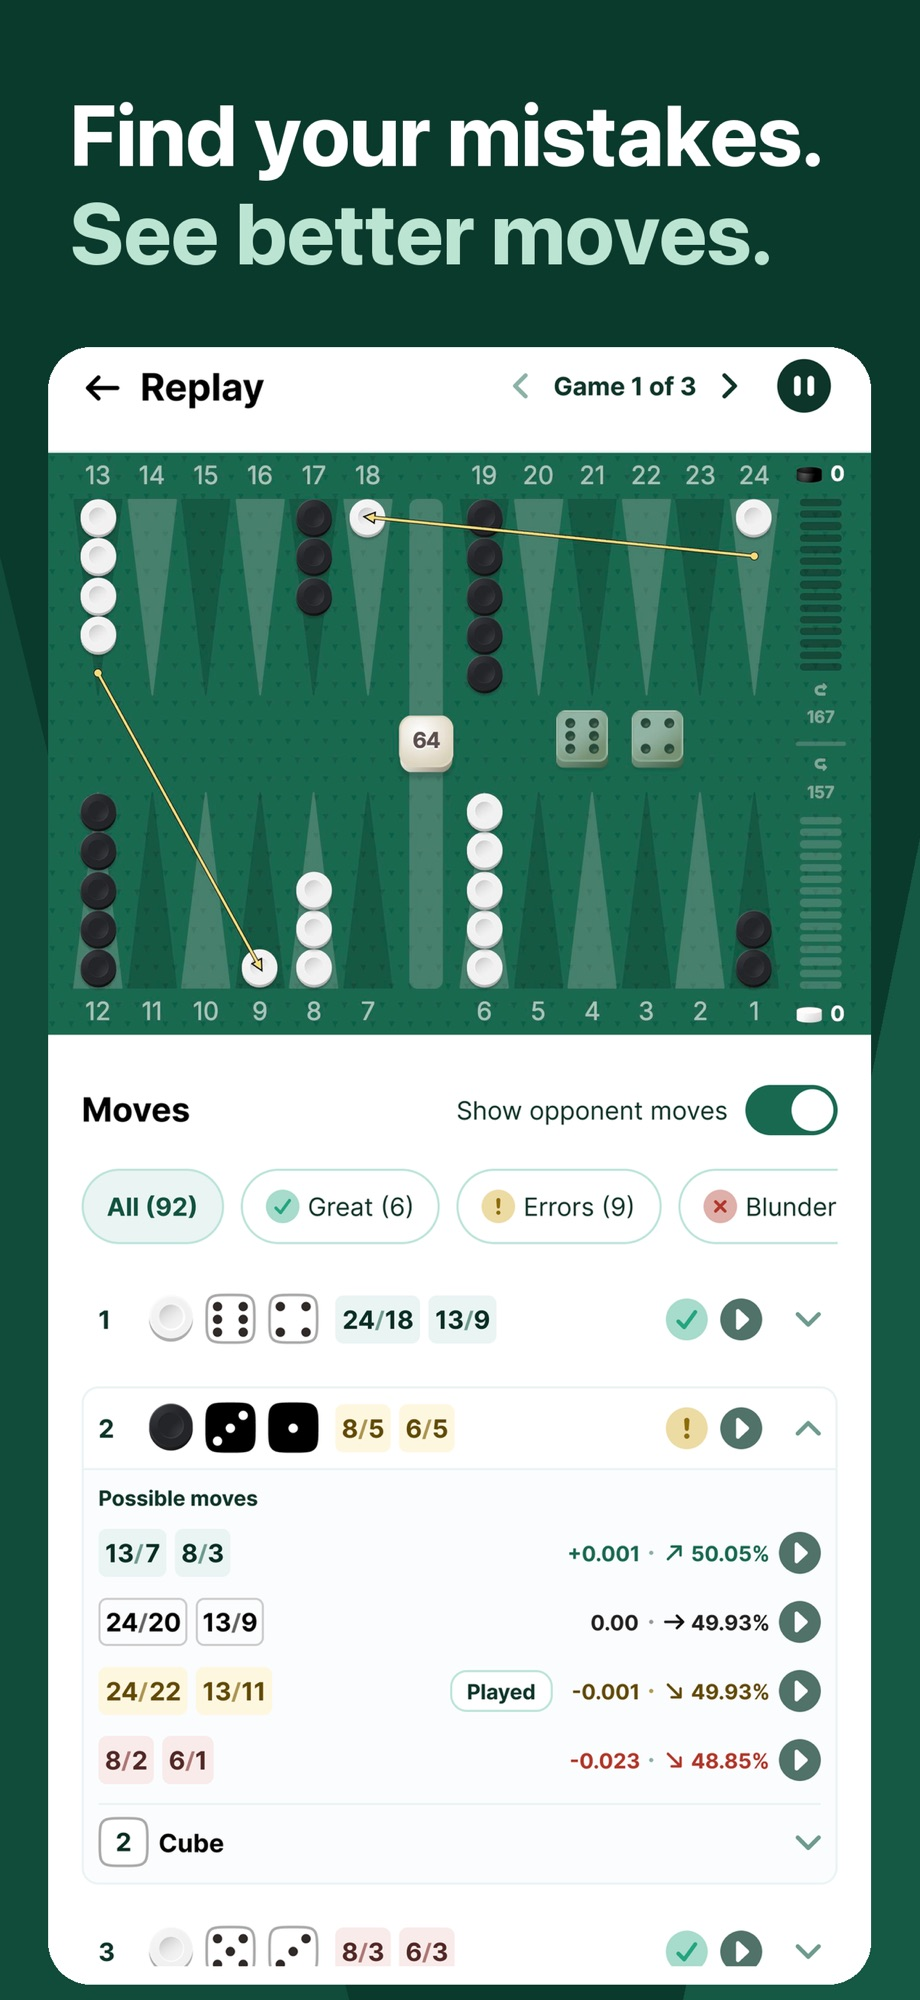 Find your mistakes.
See better moves.
Replay
Game 1 of 3
13 14 15 16 17 18 19 20 21 22 23 24 0
167
64
157
12 11 10 9 8 7 6 5 4 3 2 1 0
Moves
Show opponent moves
All (92)
Great (6)
! Errors (9)
Blunder
1 24/18 13/9
2 8/5 6/5 !
Possible moves
13/7 8/3 +0.001 · ↗ 50.05%
24/20 13/9 0.00 · → 49.93%
24/22 13/11 Played -0.001 · ↘ 49.93%
8/2 6/1 -0.023 · ↘ 48.85%
2 Cube
3 8/3 6/3